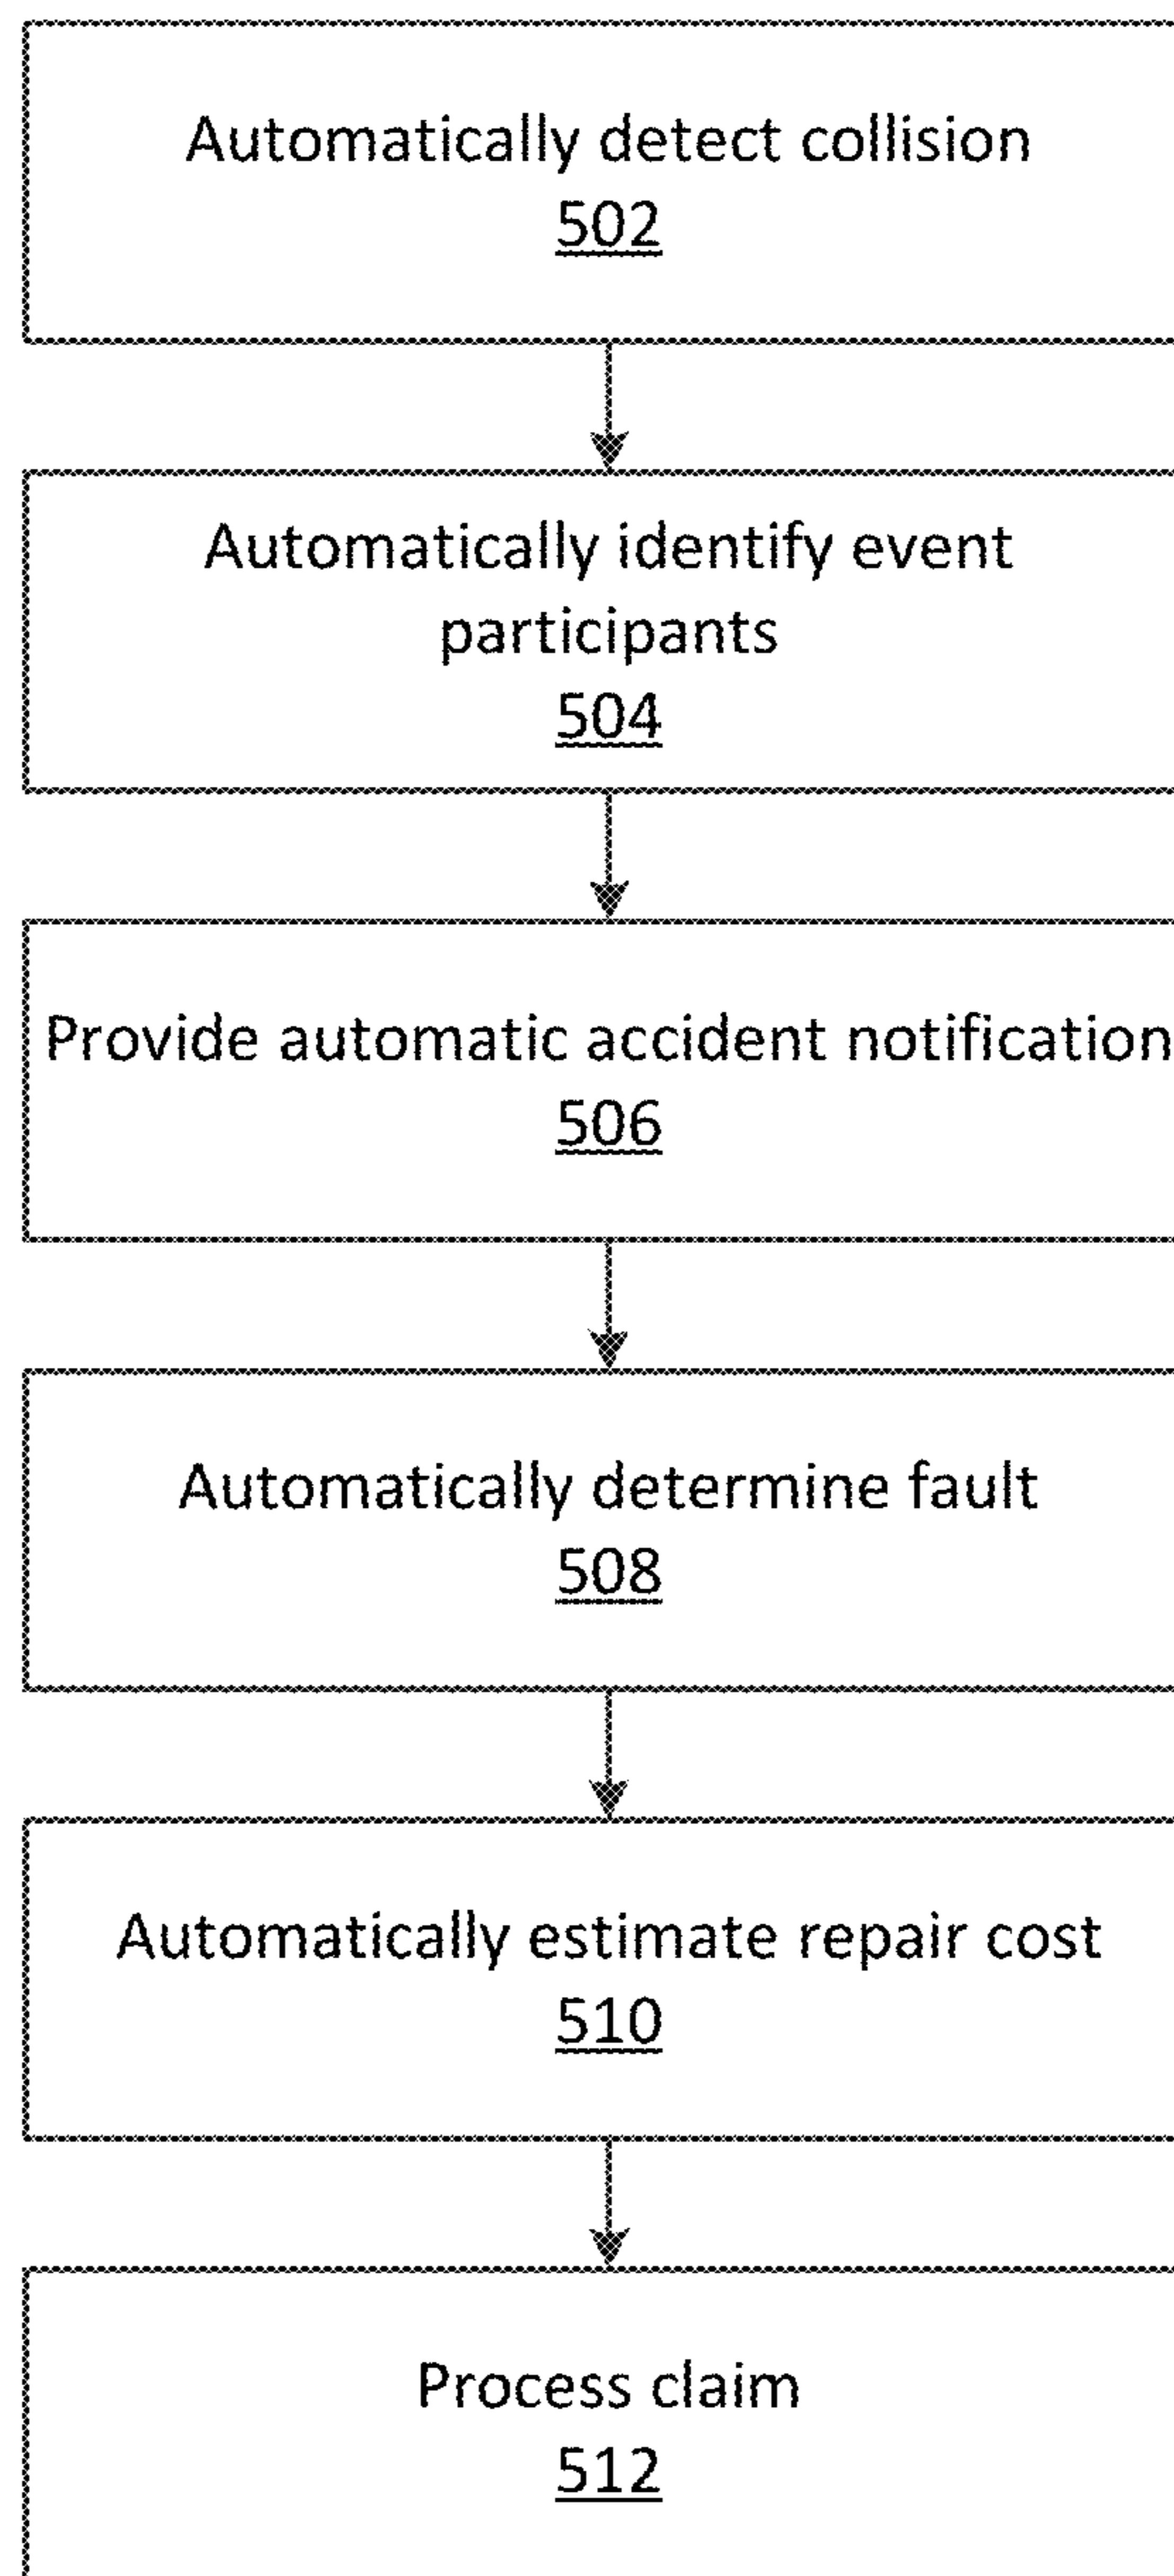 Automatically detect collision
502
Automatically identify event
participants
504
Provide automatic accident notification
506
Automatically determine fault
508
Automatically estimate repair cost
510
Process claim
512